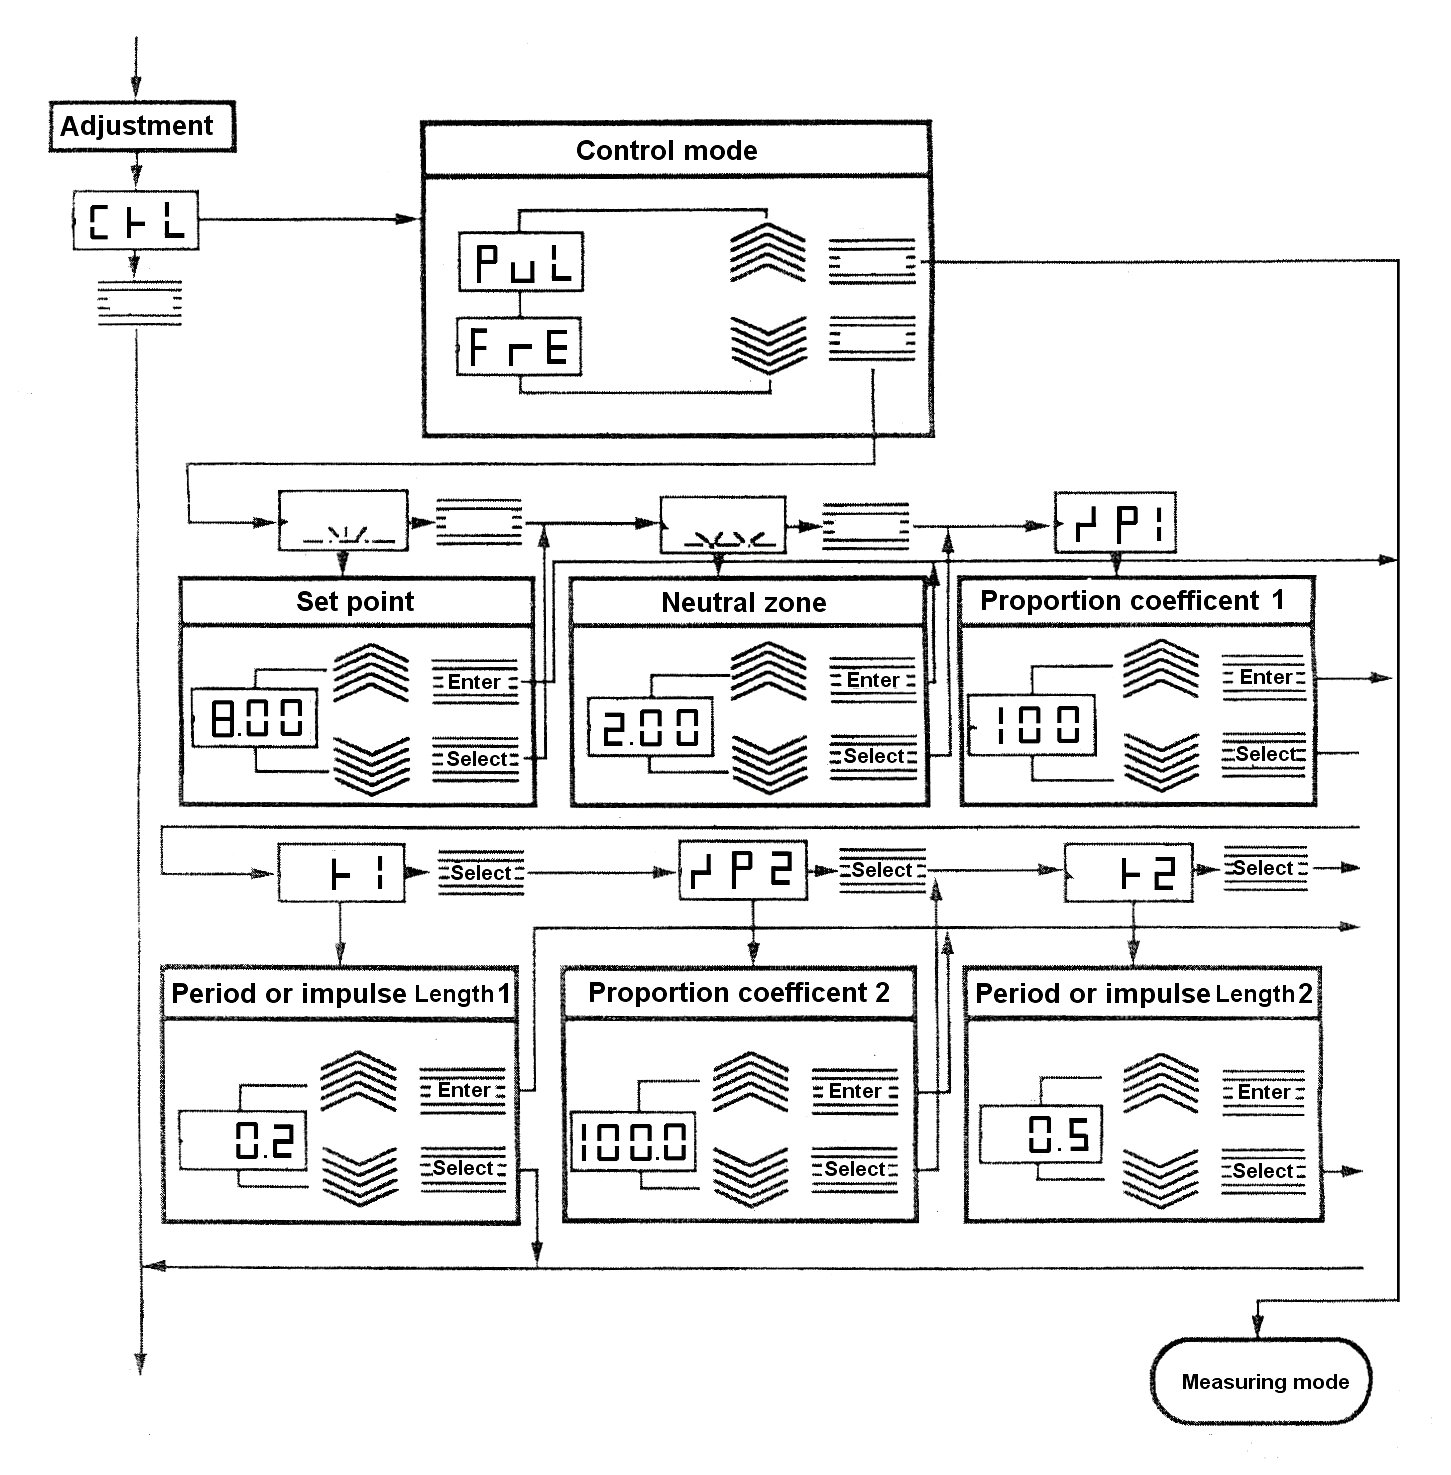 Adjustment
Control mode
CtL
PuL
FrE
Set point
Neutral zone
Proportion coefficent 1
Enter
Enter
Enter
8.00
2.00
100
Select
Select
Select
t1
Select
P2
Select
t2
Select
Period or impulse Length 1
Proportion coefficent 2
Period or impulse Length 2
Enter
Enter
Enter
0.2
100.0
0.5
Select
Select
Select
Measuring mode